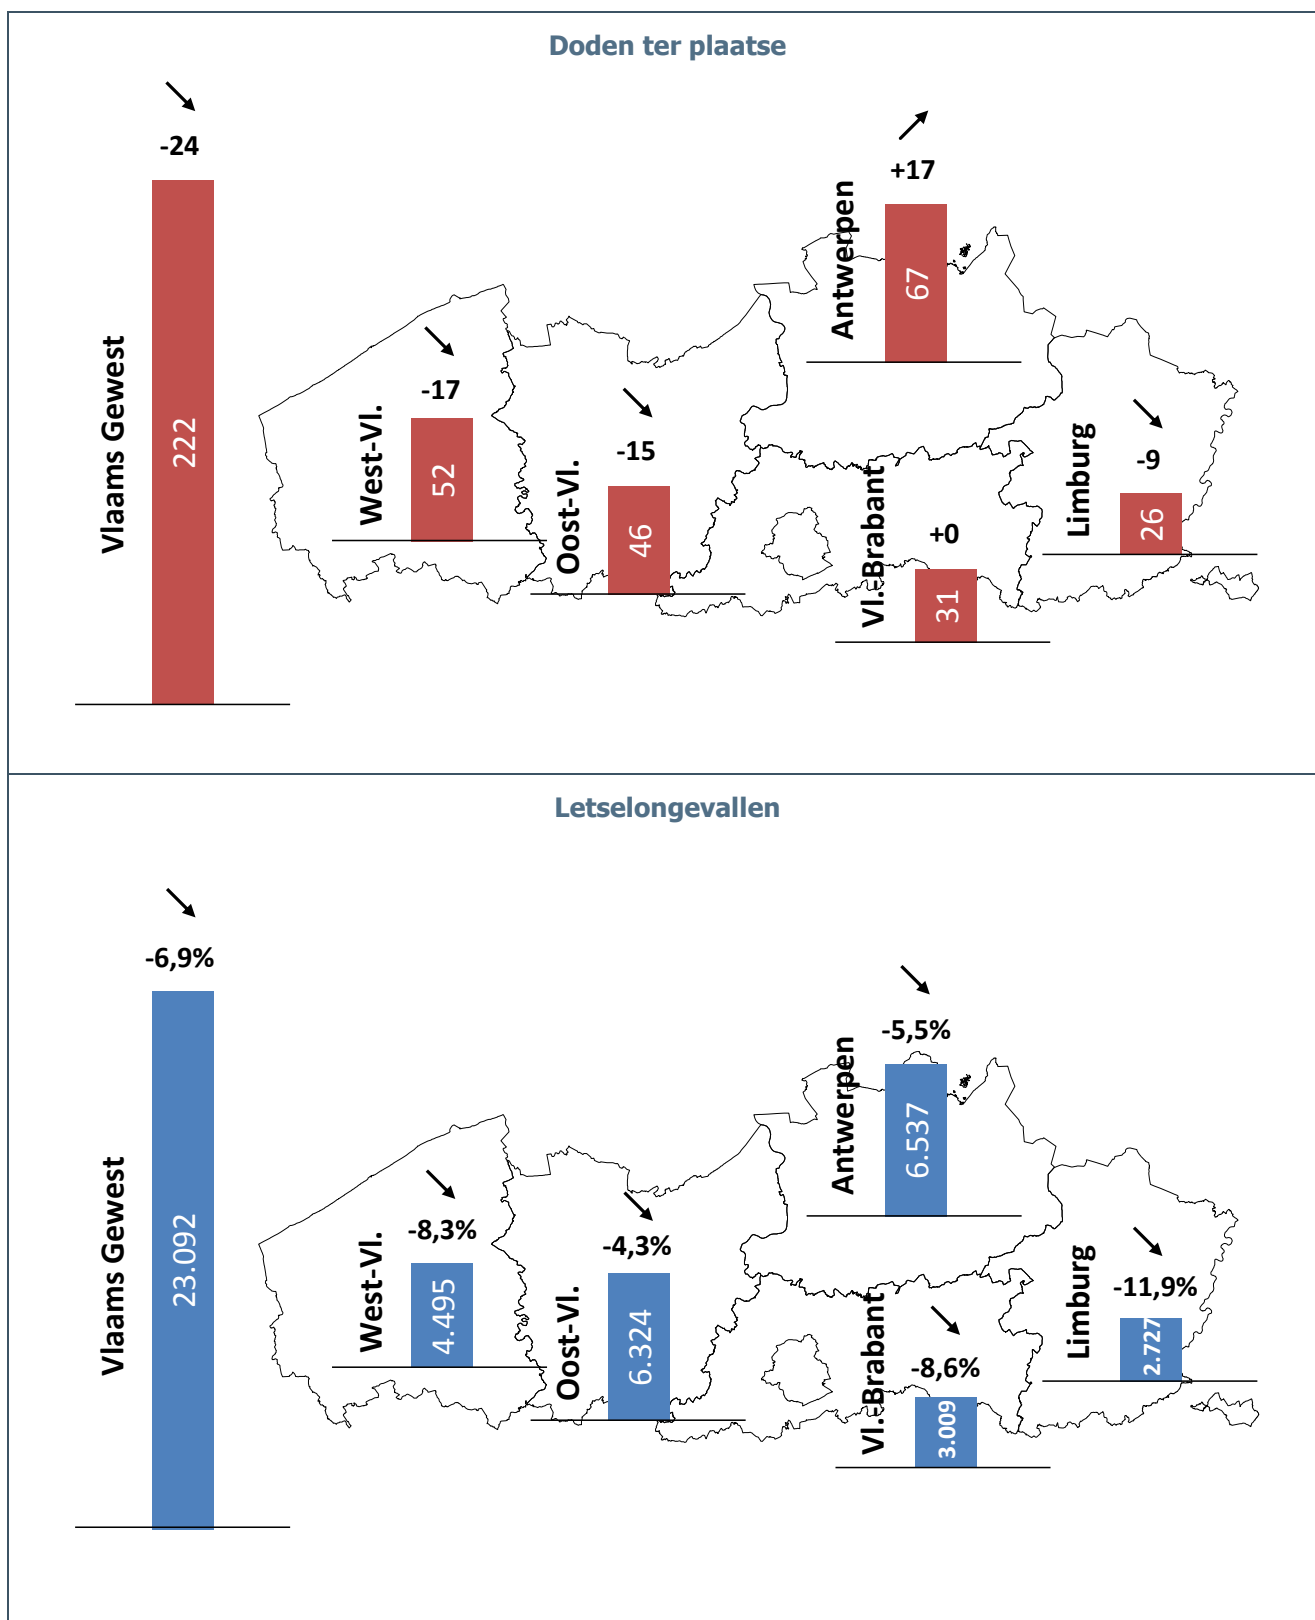 Doden ter plaatse
-24
Vlaams Gewest
222
-17
West-Vl.
52
-15
Oost-Vl.
46
+17
Antwerpen
67
+0
Vl.-Brabant
31
-9
Limburg
26
Letselongevallen
-6,9%
Vlaams Gewest
23.092
-8,3%
West-Vl.
4.495
-4,3%
Oost-Vl.
6.324
-5,5%
Antwerpen
6.537
-8,6%
Vl.-Brabant
3.009
-11,9%
Limburg
2.727